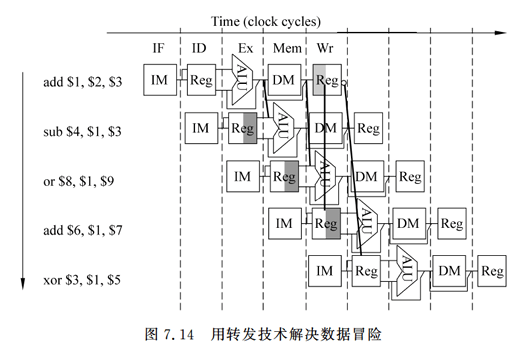 Time (clock cycles)
IF ID Ex Mem Wr
add $1, $2, $3 IM Reg ALU DM Reg
sub $4, $1, $3 IM Reg ALU DM Reg
or $8, $1, $9 IM Reg ALU DM Reg
add $6, $1, $7 IM Reg ALU DM Reg
xor $3, $1, $5 IM Reg ALU DM Reg
图 7.14 用转发技术解决数据冒险